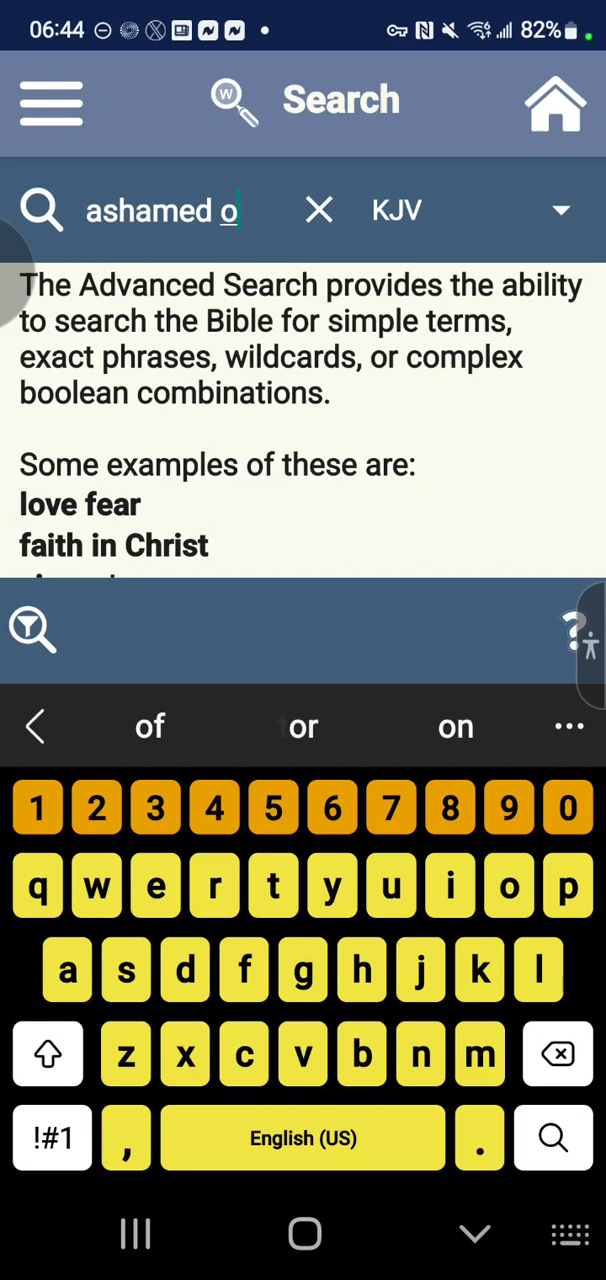 06:44 82%
W Search
ashamed o KJV
The Advanced Search provides the ability
to search the Bible for simple terms,
exact phrases, wildcards, or complex
boolean combinations.
Some examples of these are:
love fear
faith in Christ
?
of or on ...
1 2 3 4 5 6 7 8 9 0
q w e r t y u i o p
a s d f g h j k l
z x c v b n m
!#1 , English (US) .